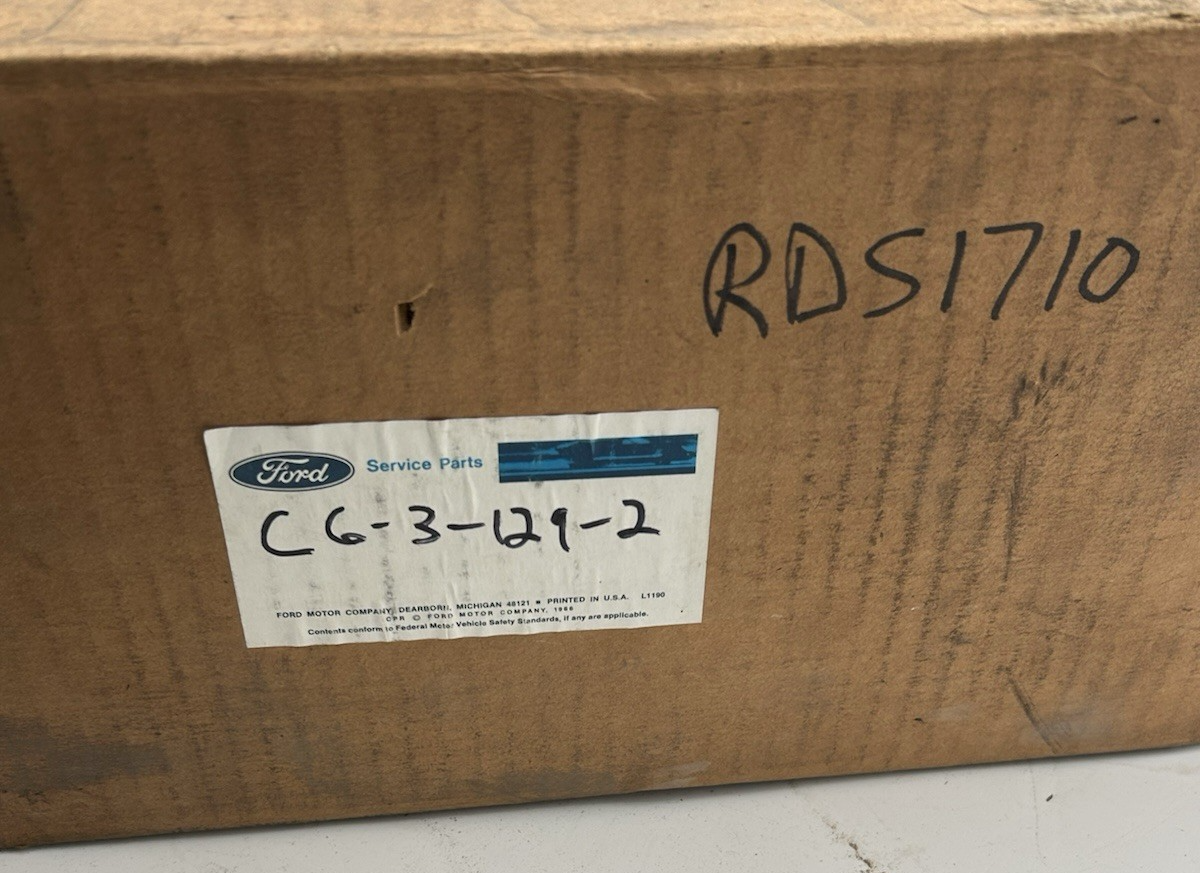 RDS1710
Ford Service Parts
C6-3-129-2
FORD MOTOR COMPANY, DEARBORN, MICHIGAN 48121 ■ PRINTED IN U.S.A. L1190
CPR © FORD MOTOR COMPANY, 1966
Contents conform to Federal Motor Vehicle Safety Standards, if any are applicable.